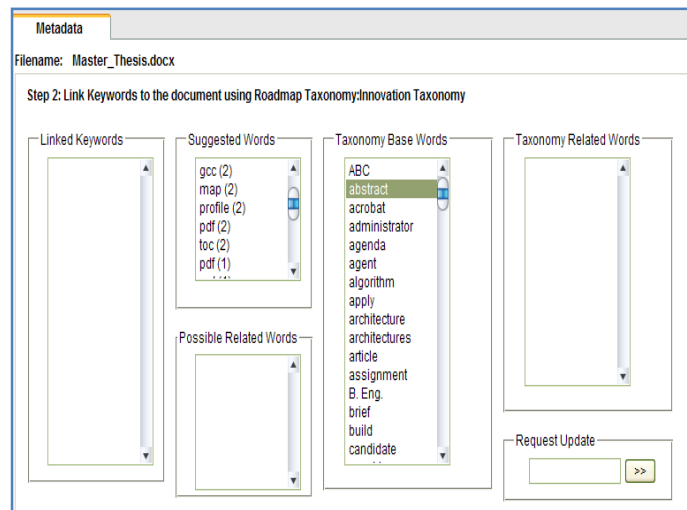 Metadata
Filename: Master_Thesis.docx
Step 2: Link Keywords to the document using Roadmap Taxonomy:Innovation Taxonomy
Linked Keywords
Suggested Words
gcc (2)
map (2)
profile (2)
pdf (2)
toc (2)
pdf (1)
Possible Related Words
Taxonomy Base Words
ABC
abstract
acrobat
administrator
agenda
agent
algorithm
apply
architecture
architectures
article
assignment
B. Eng.
brief
build
candidate
Taxonomy Related Words
Request Update
>>